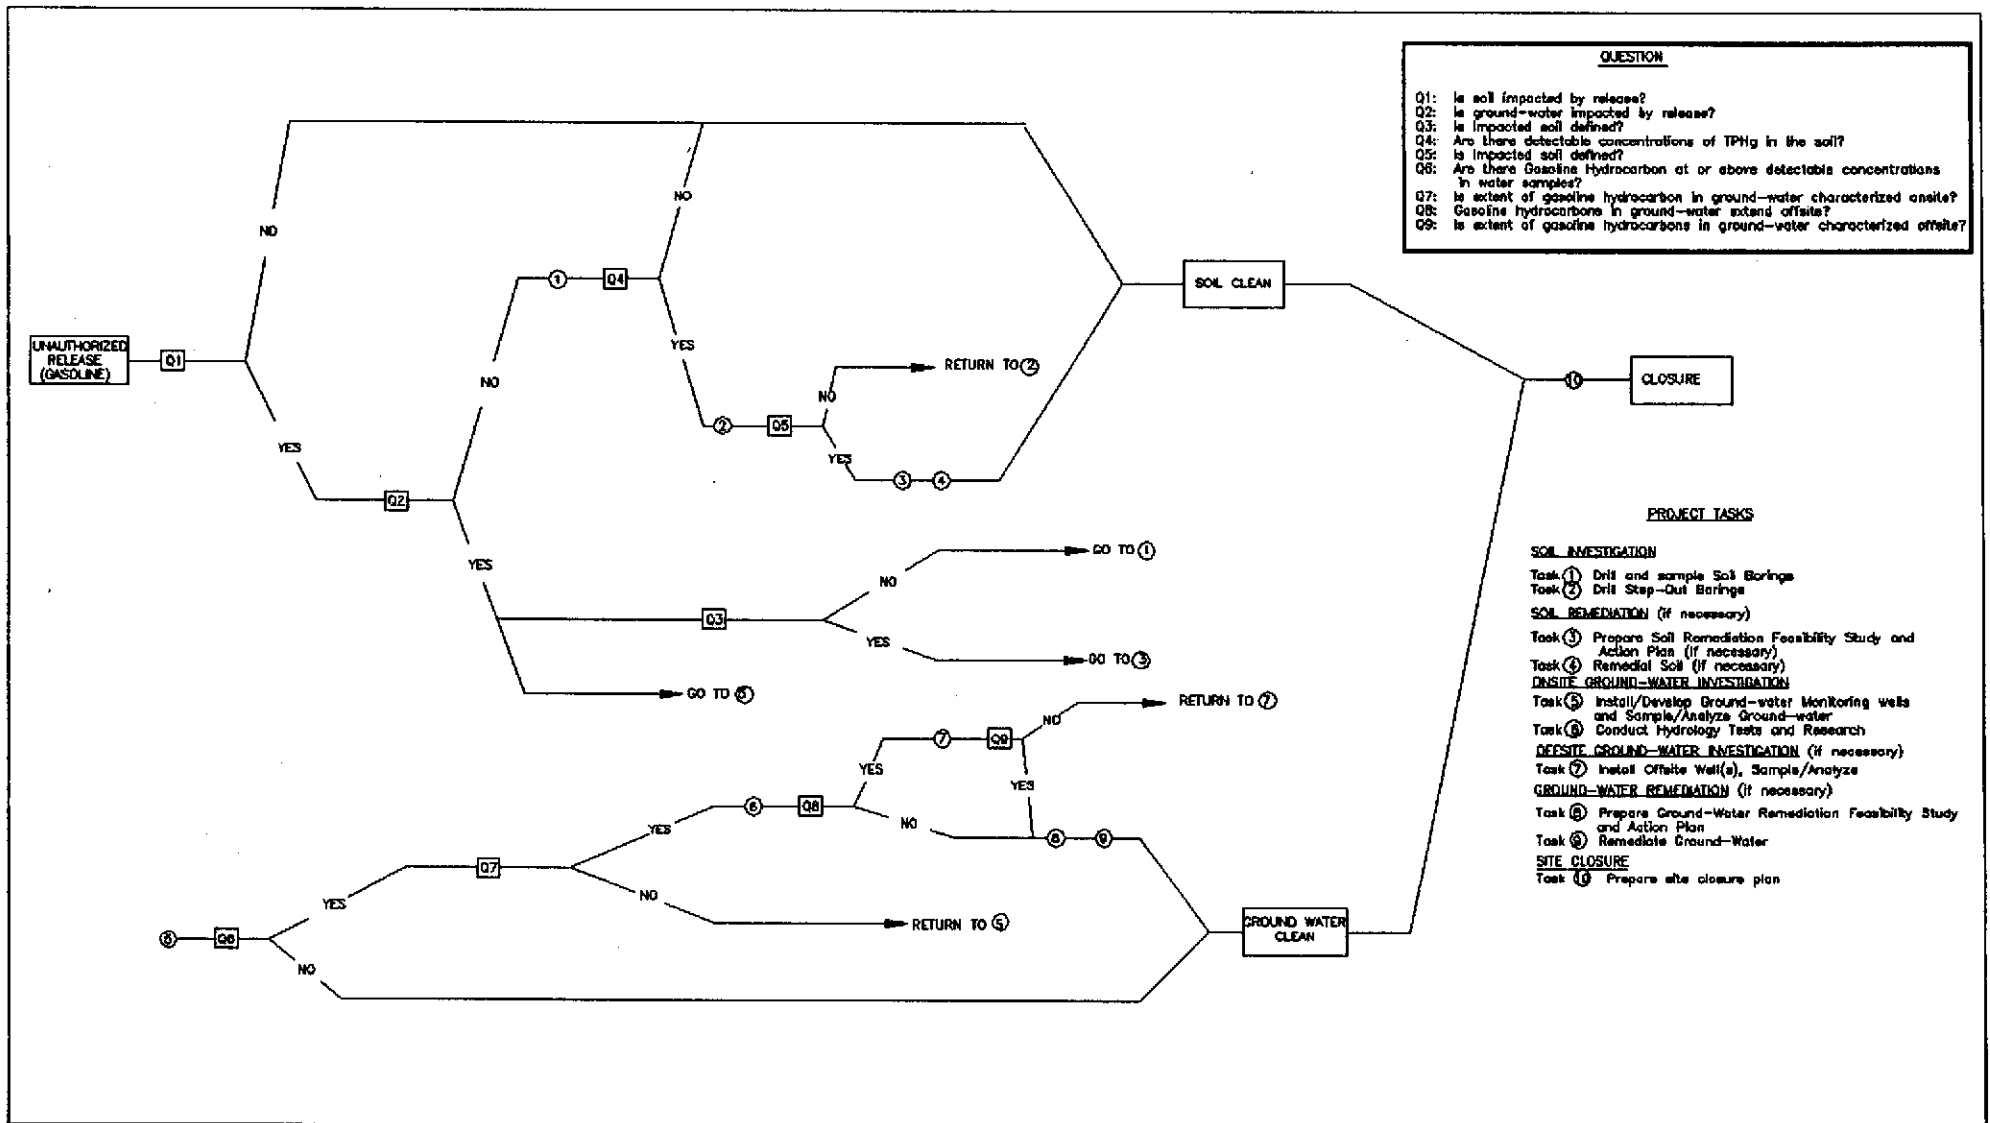 QUESTION
Q1: Is soil impacted by release?
Q2: Is ground-water impacted by release?
Q3: Is impacted soil defined?
Q4: Are there detectable concentrations of TPHg in the soil?
Q5: Is impacted soil defined?
Q6: Are there Gasoline Hydrocarbon at or above detectable concentrations
in water samples?
Q7: Is extent of gasoline hydrocarbon in ground-water characterized onsite?
Q8: Gasoline hydrocarbons in ground-water extend offsite?
Q9: Is extent of gasoline hydrocarbons in ground-water characterized offsite?
NO
NO
NO
1
Q4
SOIL CLEAN
UNAUTHORIZED
RELEASE
(GASOLINE)
Q1
YES
RETURN TO 2
NO
CLOSURE
10
NO
2
Q5
YES
YES
3
4
Q2
YES
GO TO 1
NO
Q3
YES
GO TO 3
GO TO 5
RETURN TO 7
NO
7
Q9
YES
YES
6
Q8
YES
NO
8
9
Q7
YES
NO
RETURN TO 5
GROUND WATER
CLEAN
5
Q6
NO
PROJECT TASKS
SOIL INVESTIGATION
Task 1 Drill and sample Soil Borings
Task 2 Drill Step-Out Borings
SOIL REMEDIATION (if necessary)
Task 3 Prepare Soil Remediation Feasibility Study and
Action Plan (if necessary)
Task 4 Remedial Soil (if necessary)
ONSITE GROUND-WATER INVESTIGATION
Task 5 Install/Develop Ground-water Monitoring wells
and Sample/Analyze Ground-water
Task 6 Conduct Hydrology Tests and Research
OFFSITE GROUND-WATER INVESTIGATION (if necessary)
Task 7 Install Offsite Well(s), Sample/Analyze
GROUND-WATER REMEDIATION (if necessary)
Task 8 Prepare Ground-Water Remediation Feasibility Study
and Action Plan
Task 9 Remediate Ground-Water
SITE CLOSURE
Task 10 Prepare site closure plan